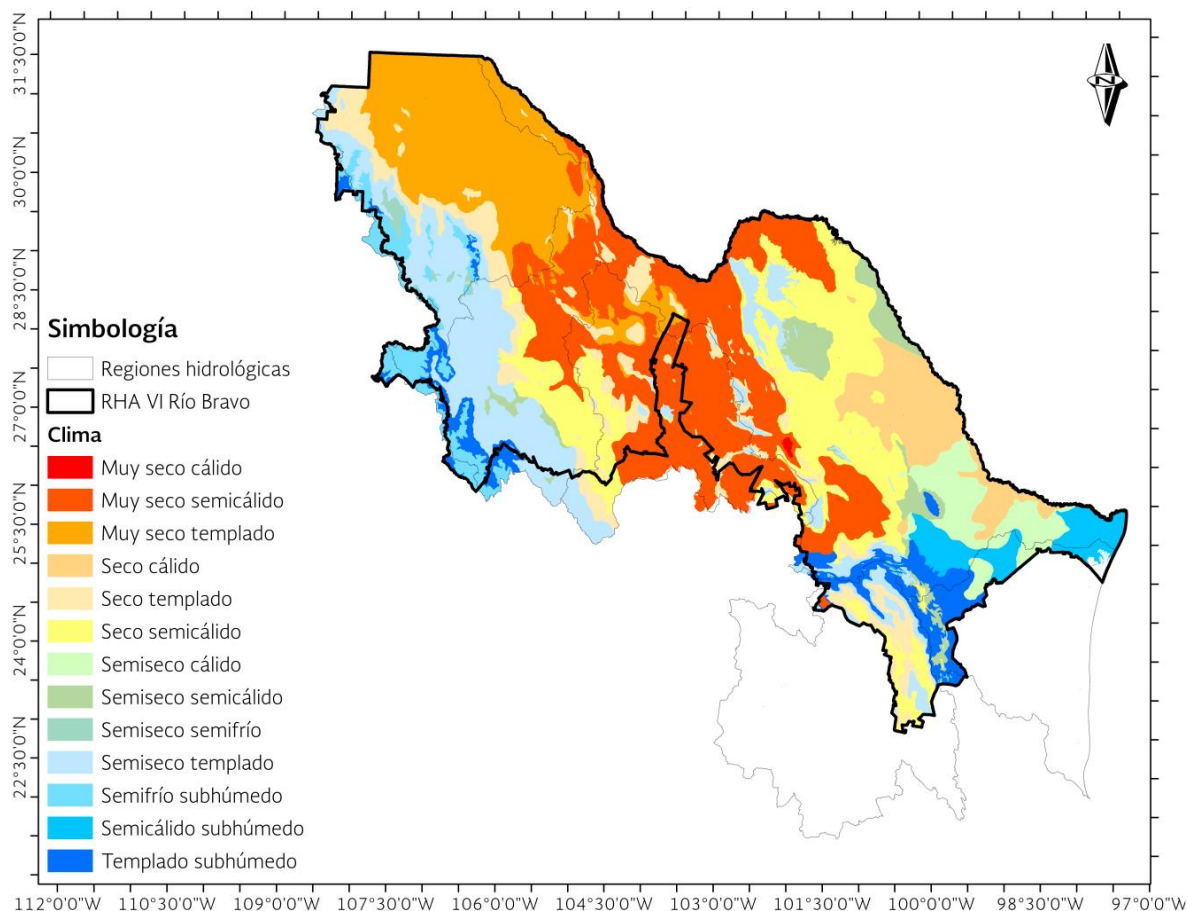 31°30'0"N
30°0'0"N
28°30'0"N
27°0'0"N
25°30'0"N
24°0'0"N
22°30'0"N
N
Simbología
Regiones hidrológicas
RHA VI Río Bravo
Clima
Muy seco cálido
Muy seco semicálido
Muy seco templado
Seco cálido
Seco templado
Seco semicálido
Semiseco cálido
Semiseco semicálido
Semiseco semifrío
Semiseco templado
Semifrío subhúmedo
Semicálido subhúmedo
Templado subhúmedo
112°0'0"W 110°30'0"W 109°0'0"W 107°30'0"W 106°0'0"W 104°30'0"W 103°0'0"W 101°30'0"W 100°0'0"W 98°30'0"W 97°0'0"W